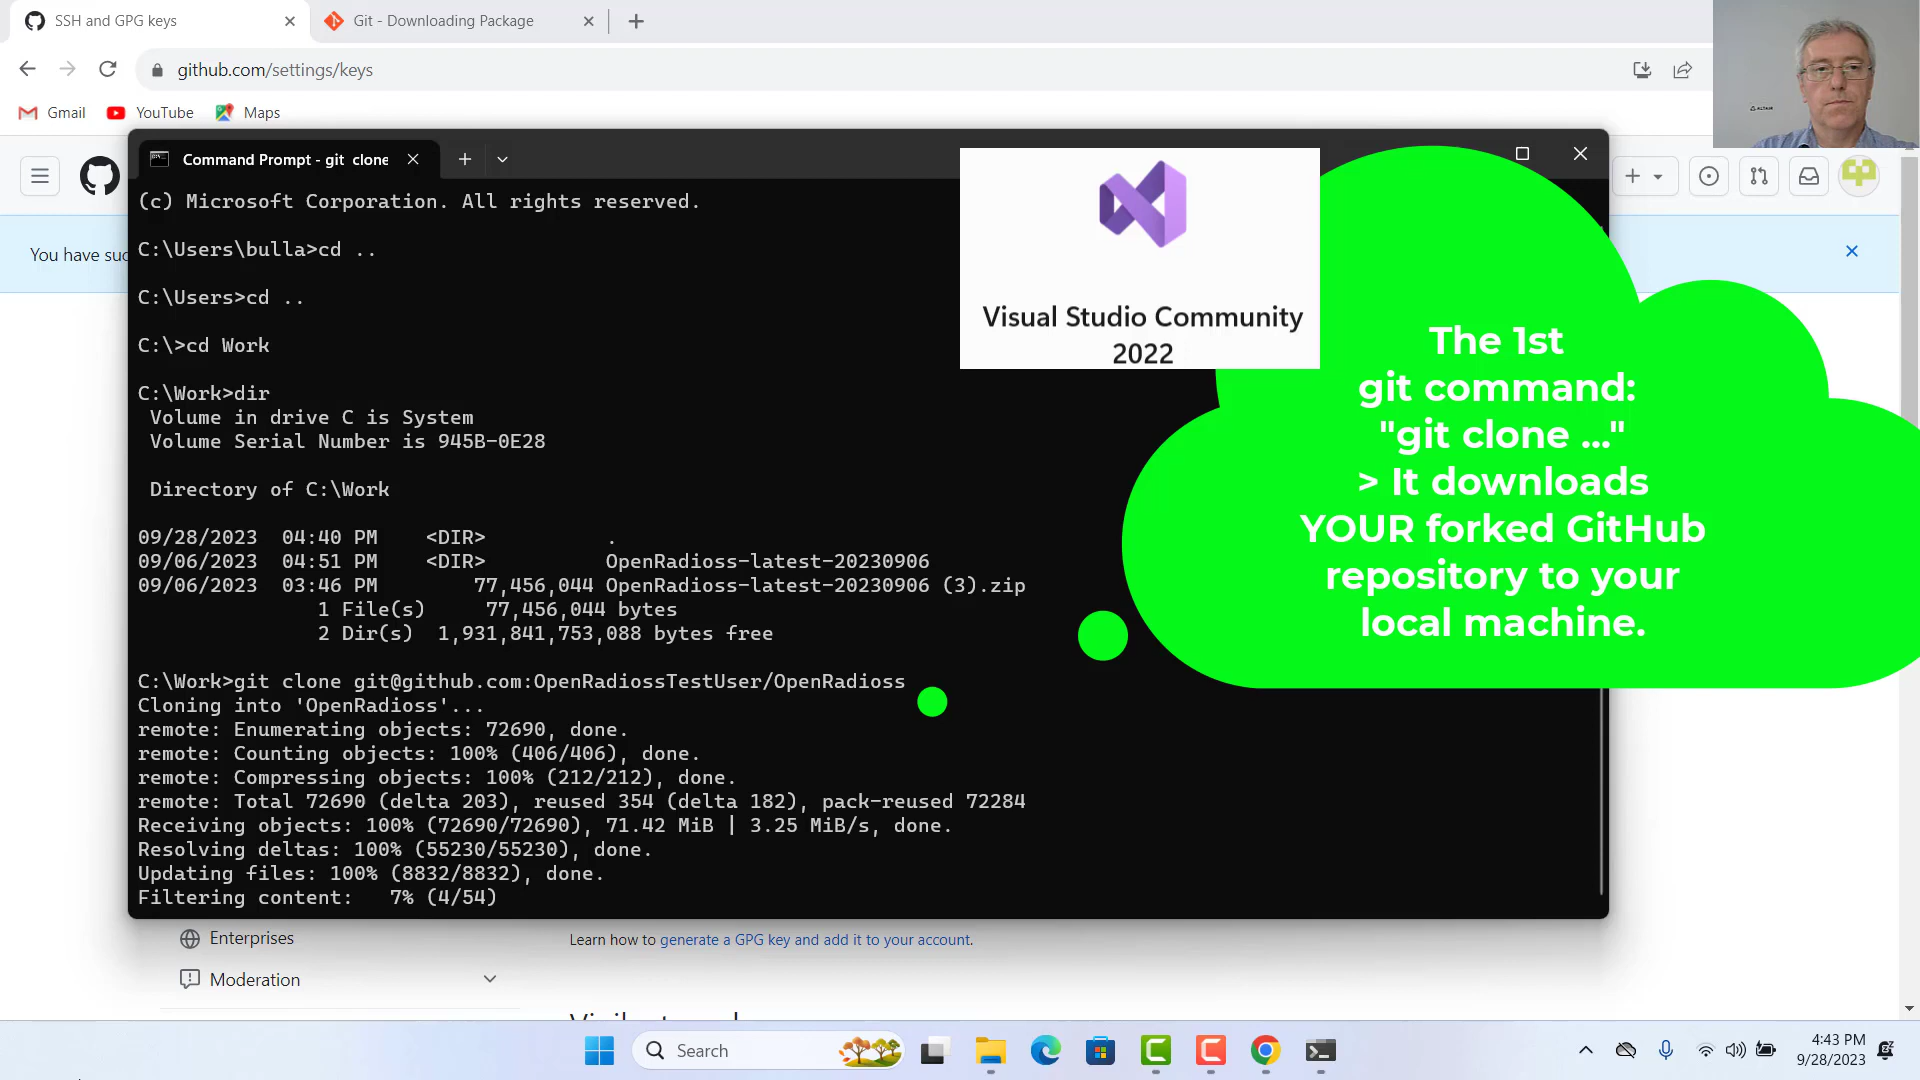 SSH and GPG keys
Git - Downloading Package
github.com/settings/keys
Gmail
YouTube
Maps
ALTAIR
Command Prompt - git clone
(c) Microsoft Corporation. All rights reserved.
C:\Users\bulla>cd ..
C:\Users>cd ..
C:\>cd Work
C:\Work>dir
Volume in drive C is System
Volume Serial Number is 945B-0E28
Directory of C:\Work
09/28/2023  04:40 PM    <DIR>          .
09/06/2023  04:51 PM    <DIR>          OpenRadioss-latest-20230906
09/06/2023  03:46 PM        77,456,044 OpenRadioss-latest-20230906 (3).zip
1 File(s)     77,456,044 bytes
2 Dir(s)  1,931,841,753,088 bytes free
C:\Work>git clone git@github.com:OpenRadiossTestUser/OpenRadioss
Cloning into 'OpenRadioss'...
remote: Enumerating objects: 72690, done.
remote: Counting objects: 100% (406/406), done.
remote: Compressing objects: 100% (212/212), done.
remote: Total 72690 (delta 203), reused 354 (delta 182), pack-reused 72284
Receiving objects: 100% (72690/72690), 71.42 MiB | 3.25 MiB/s, done.
Resolving deltas: 100% (55230/55230), done.
Updating files: 100% (8832/8832), done.
Filtering content:   7% (4/54)
Visual Studio Community
2022
The 1st
git command:
"git clone ..."
> It downloads
YOUR forked GitHub
repository to your
local machine.
You have suc
Enterprises
Moderation
Learn how to generate a GPG key and add it to your account.
Search
4:43 PM
9/28/2023